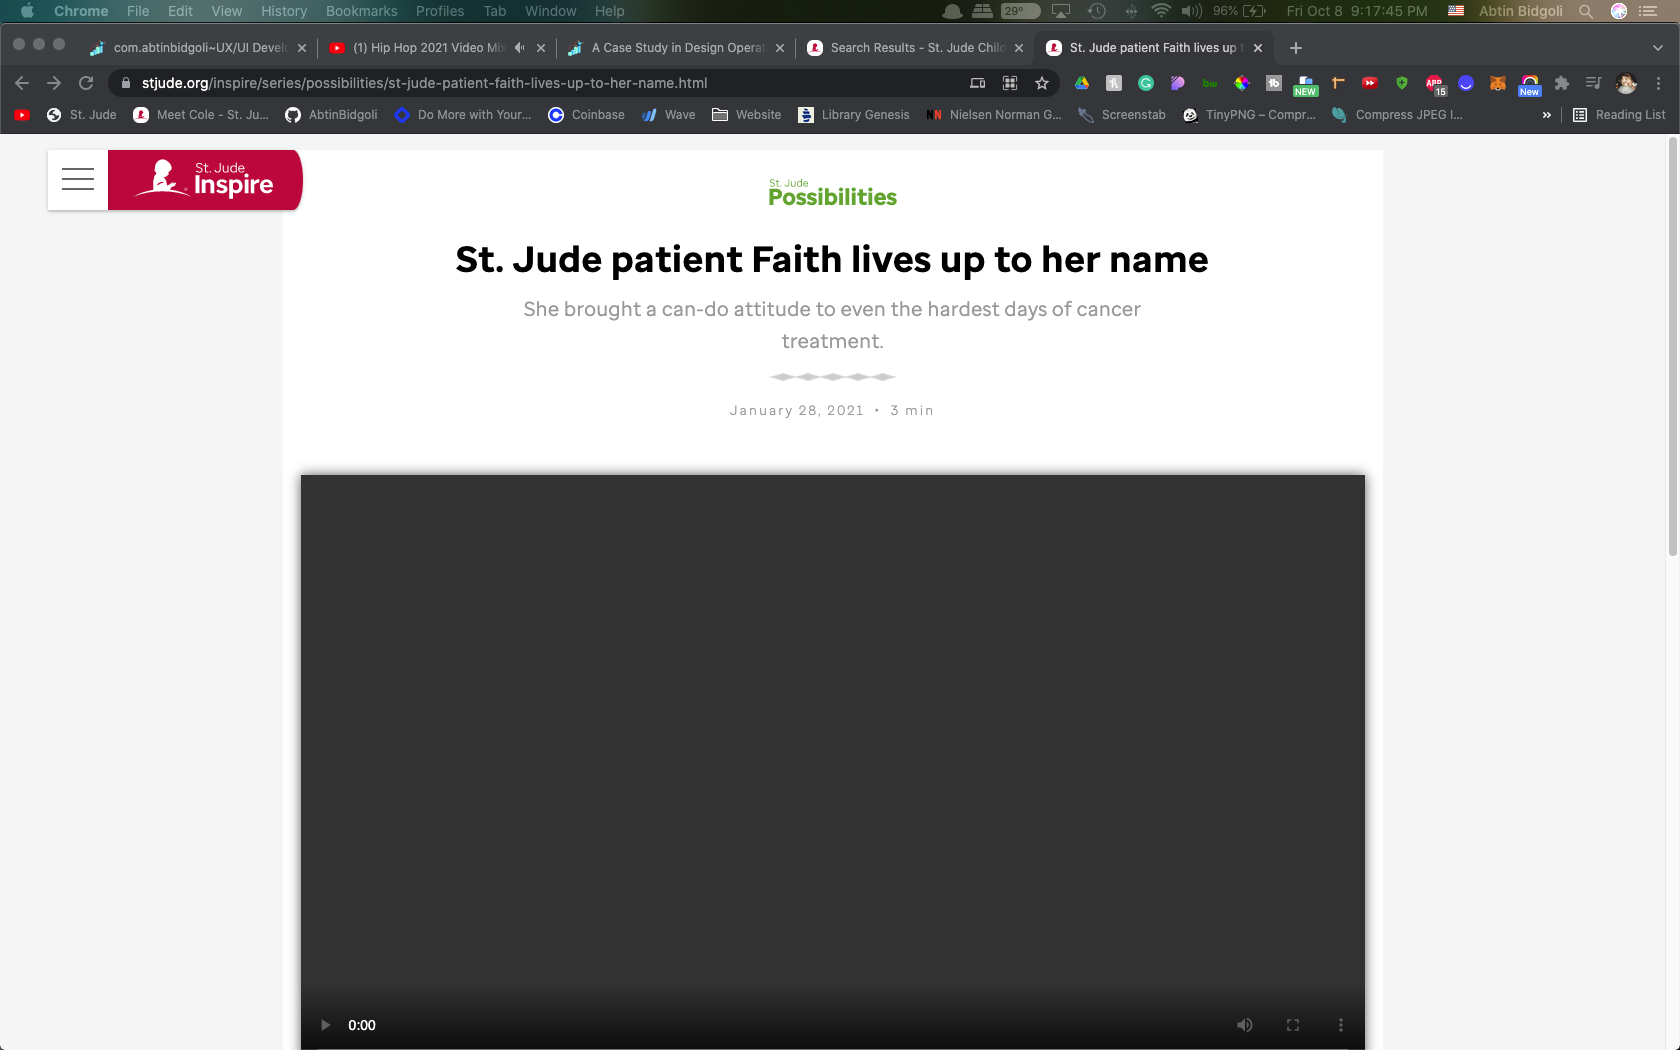 Chrome File Edit View History Bookmarks Profiles Tab Window Help 29° 96% Fri Oct 8 9:17:45 PM Abtin Bidgoli
com.abtinbidgoli~UX/UI Devel
(1) Hip Hop 2021 Video Mix
A Case Study in Design Operat
Search Results - St. Jude Child
St. Jude patient Faith lives up t
stjude.org/inspire/series/possibilities/st-jude-patient-faith-lives-up-to-her-name.html
NEW
ABP
15
New
St. Jude
Meet Cole - St. Ju...
AbtinBidgoli
Do More with Your...
Coinbase
Wave
Website
Library Genesis
NN Nielsen Norman G...
Screenstab
TinyPNG – Compr...
Compress JPEG I...
»
Reading List
St. Jude
Inspire
St. Jude
Possibilities
St. Jude patient Faith lives up to her name
She brought a can-do attitude to even the hardest days of cancer
treatment.
January 28, 2021 • 3 min
0:00